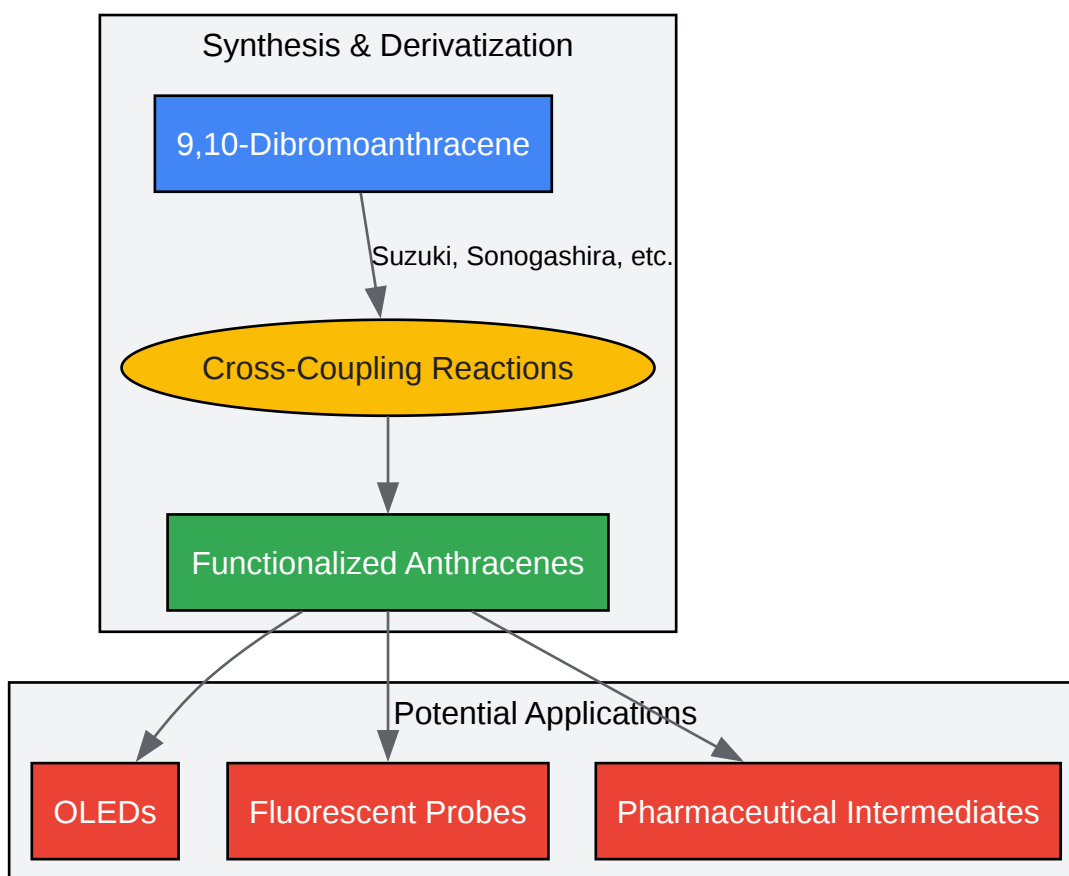 Synthesis & Derivatization
9,10-Dibromoanthracene
Suzuki, Sonogashira, etc.
Cross-Coupling Reactions
Functionalized Anthracenes
Potential Applications
OLEDs
Fluorescent Probes
Pharmaceutical Intermediates